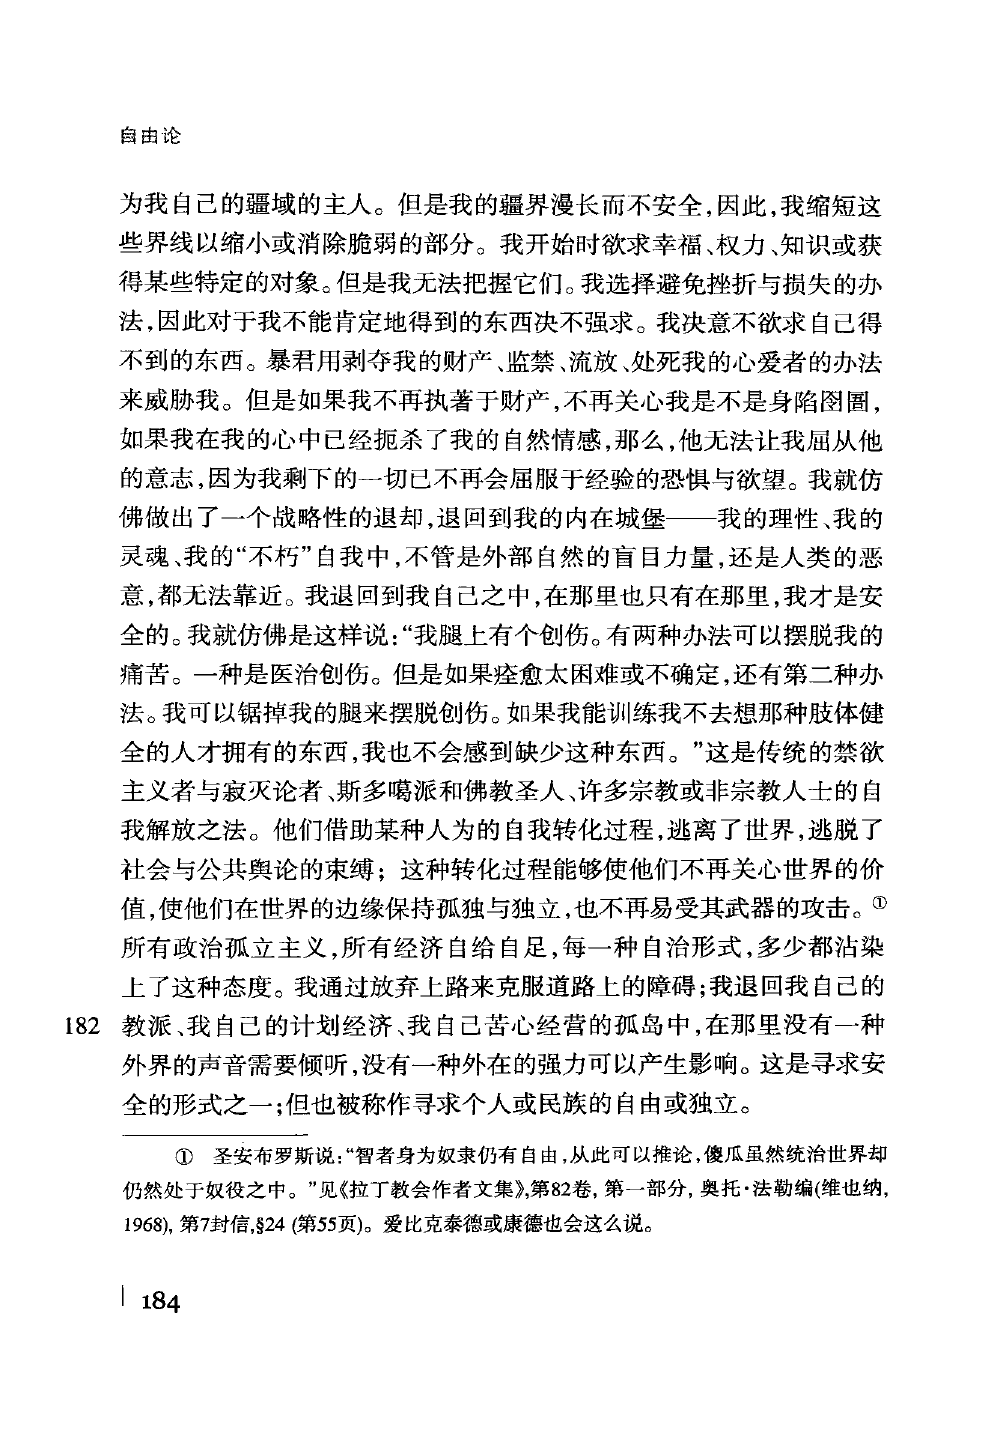 自由论
为我自己的疆域的主人。但是我的疆界漫长而不安全,因此,我缩短这
些界线以缩小或消除脆弱的部分。我开始时欲求幸福、权力、知识或获
得某些特定的对象。但是我无法把握它们。我选择避免挫折与损失的办
法,因此对于我不能肯定地得到的东西决不强求。我决意不欲求自己得
不到的东西。暴君用剥夺我的财产、监禁、流放、处死我的心爱者的办法
来威胁我。但是如果我不再执著于财产,不再关心我是不是身陷囹圄,
如果我在我的心中已经扼杀了我的自然情感,那么,他无法让我屈从他
的意志,因为我剩下的一切已不再会屈服于经验的恐惧与欲望。我就仿
佛做出了一个战略性的退却,退回到我的内在城堡——我的理性、我的
灵魂、我的“不朽”自我中,不管是外部自然的盲目力量,还是人类的恶
意,都无法靠近。我退回到我自己之中,在那里也只有在那里,我才是安
全的。我就仿佛是这样说:“我腿上有个创伤。有两种办法可以摆脱我的
痛苦。一种是医治创伤。但是如果痊愈太困难或不确定,还有第二种办
法。我可以锯掉我的腿来摆脱创伤。如果我能训练我不去想那种肢体健
全的人才拥有的东西,我也不会感到缺少这种东西。”这是传统的禁欲
主义者与寂灭论者、斯多噶派和佛教圣人、许多宗教或非宗教人士的自
我解放之法。他们借助某种人为的自我转化过程,逃离了世界,逃脱了
社会与公共舆论的束缚；这种转化过程能够使他们不再关心世界的价
值,使他们在世界的边缘保持孤独与独立,也不再易受其武器的攻击。①
所有政治孤立主义,所有经济自给自足,每一种自治形式,多少都沾染
上了这种态度。我通过放弃上路来克服道路上的障碍;我退回我自己的
182 教派、我自己的计划经济、我自己苦心经营的孤岛中,在那里没有一种
外界的声音需要倾听,没有一种外在的强力可以产生影响。这是寻求安
全的形式之一;但也被称作寻求个人或民族的自由或独立。
① 圣安布罗斯说:“智者身为奴隶仍有自由,从此可以推论,傻瓜虽然统治世界却
仍然处于奴役之中。”见《拉丁教会作者文集》,第82卷, 第一部分, 奥托·法勒编(维也纳,
1968), 第7封信,§24 (第55页)。爱比克泰德或康德也会这么说。
184